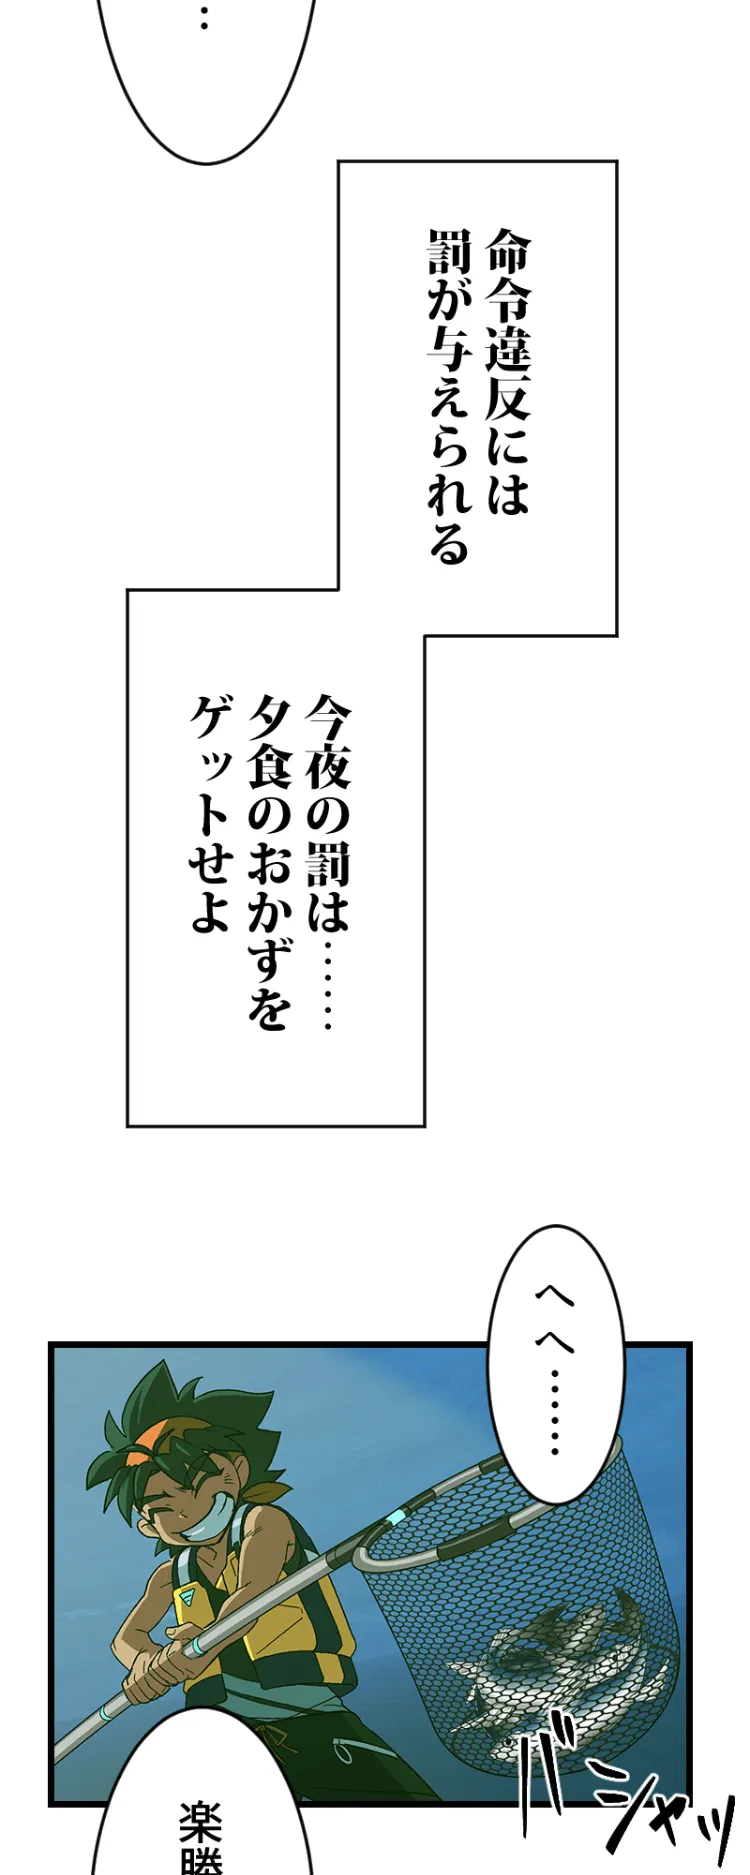 …
命令違反には
罰が与えられる
今夜の罰は……
夕食のおかずを
ゲットせよ
へへ……
バシャッ
楽勝